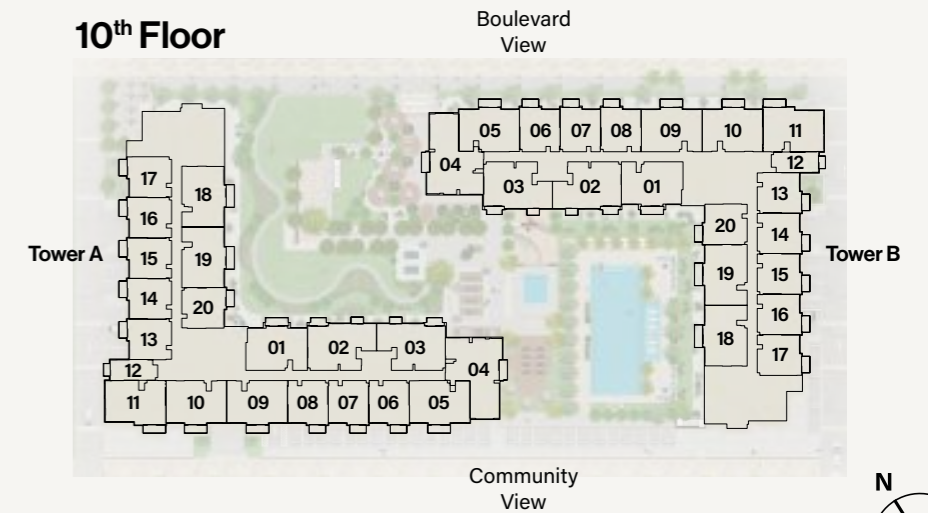 Boulevard
View
10th Floor
05 06 07 08 09 10 11
04
12
03 02 01
13
17
18
16
20
14
Tower A
Tower B
15
19
19
15
14
20
16
13
01 02 03
18
17
12
04
11 10 09 08 07 06 05
Community
View
N